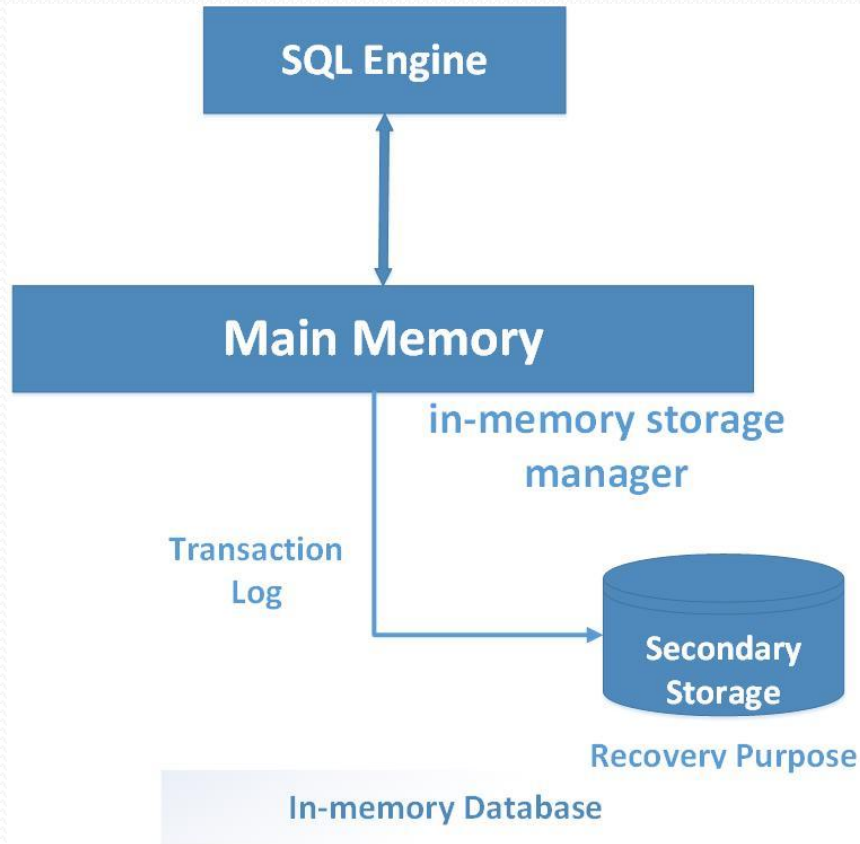 SQL Engine
Main Memory
in-memory storage
manager
Transaction
Log
Secondary
Storage
Recovery Purpose
In-memory Database